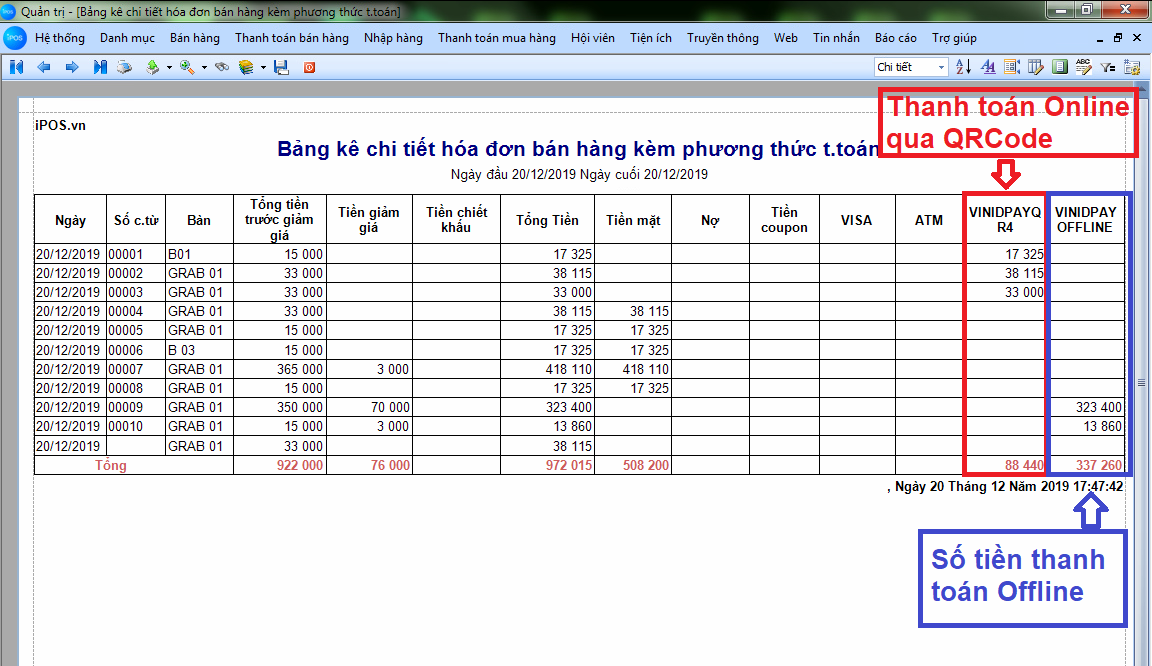 Quản trị - [Bảng kê chi tiết hóa đơn bán hàng kèm phương thức t.toán]
iPOS Hệ thống Danh mục Bán hàng Thanh toán bán hàng Nhập hàng Thanh toán mua hàng Hội viên Tiện ích Truyền thông Web Tin nhắn Báo cáo Trợ giúp
Chi tiết
Thanh toán Online
qua QRCode
iPOS.vn
Bảng kê chi tiết hóa đơn bán hàng kèm phương thức t.toán
Ngày đầu 20/12/2019 Ngày cuối 20/12/2019
Ngày Số c.từ Bàn Tổng tiền trước giảm giá Tiền giảm giá Tiền chiết khấu Tổng Tiền Tiền mặt Nợ Tiền coupon VISA ATM VINIDPAYQ R4 VINIDPAY OFFLINE
20/12/2019 00001 B01 15 000 17 325 17 325
20/12/2019 00002 GRAB 01 33 000 38 115 38 115
20/12/2019 00003 GRAB 01 33 000 33 000 33 000
20/12/2019 00004 GRAB 01 33 000 38 115 38 115
20/12/2019 00005 GRAB 01 15 000 17 325 17 325
20/12/2019 00006 B 03 15 000 17 325 17 325
20/12/2019 00007 GRAB 01 365 000 3 000 418 110 418 110
20/12/2019 00008 GRAB 01 15 000 17 325 17 325
20/12/2019 00009 GRAB 01 350 000 70 000 323 400 323 400
20/12/2019 00010 GRAB 01 15 000 3 000 13 860 13 860
20/12/2019 GRAB 01 33 000 38 115
Tổng 922 000 76 000 972 015 508 200 88 440 337 260
, Ngày 20 Tháng 12 Năm 2019 17:47:42
Số tiền thanh
toán Offline